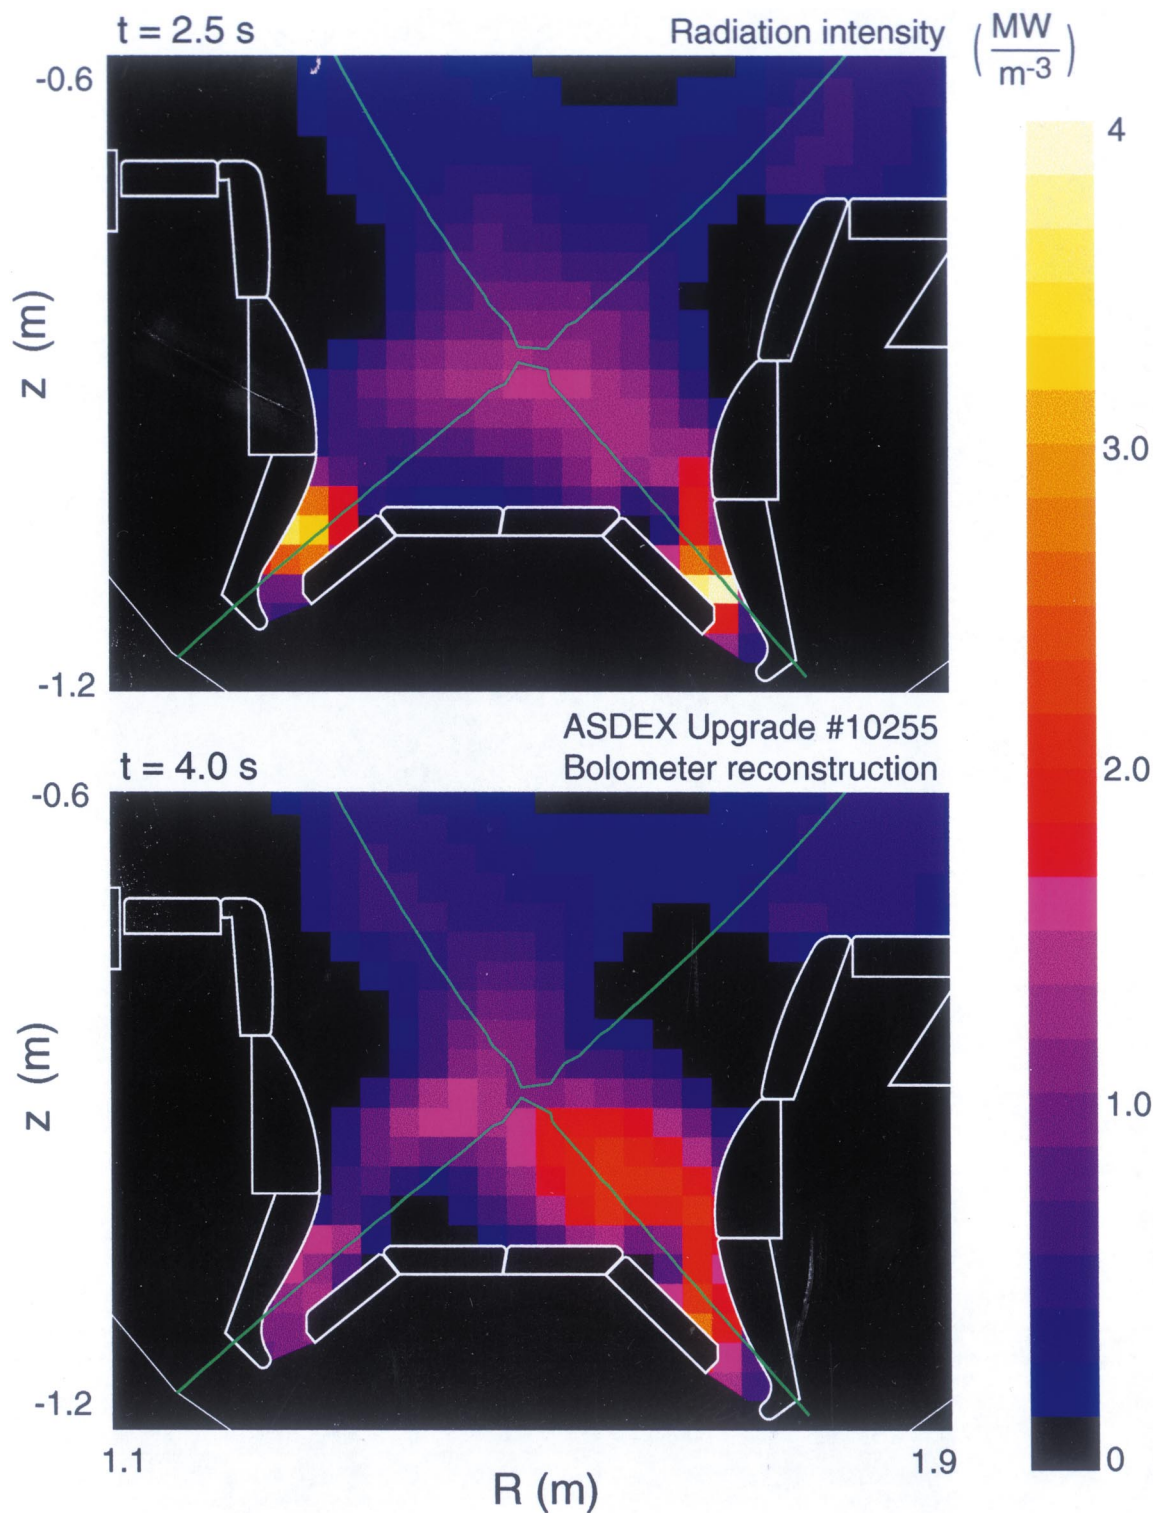 t = 2.5 s
Radiation intensity
( MW
m-3 )
-0.6
z (m)
-1.2
4
3.0
2.0
1.0
0
ASDEX Upgrade #10255
t = 4.0 s
Bolometer reconstruction
-0.6
z (m)
-1.2
1.1
1.9
R (m)